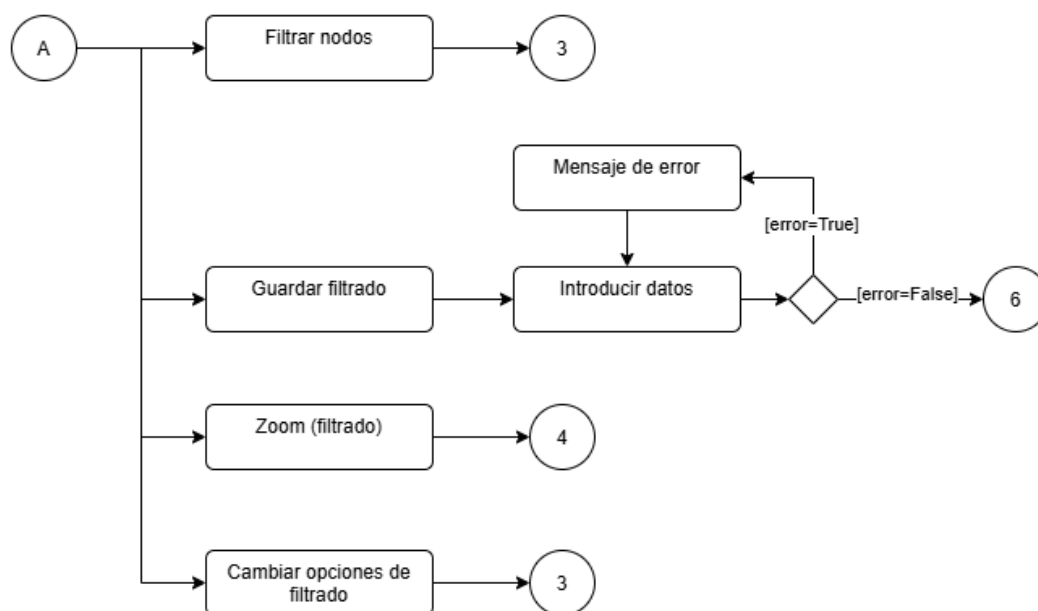 A
Filtrar nodos
3
Mensaje de error
[error=True]
Guardar filtrado
Introducir datos
[error=False]
6
Zoom (filtrado)
4
Cambiar opciones de
filtrado
3